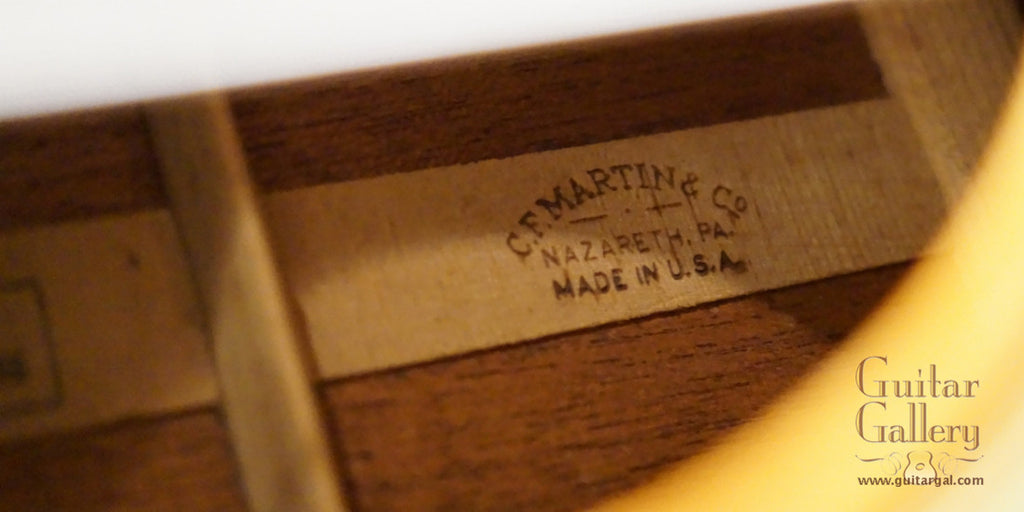 C.F. MARTIN & Co
NAZARETH, PA.
MADE IN U.S.A.
Guitar
Gallery
www.guitargal.com